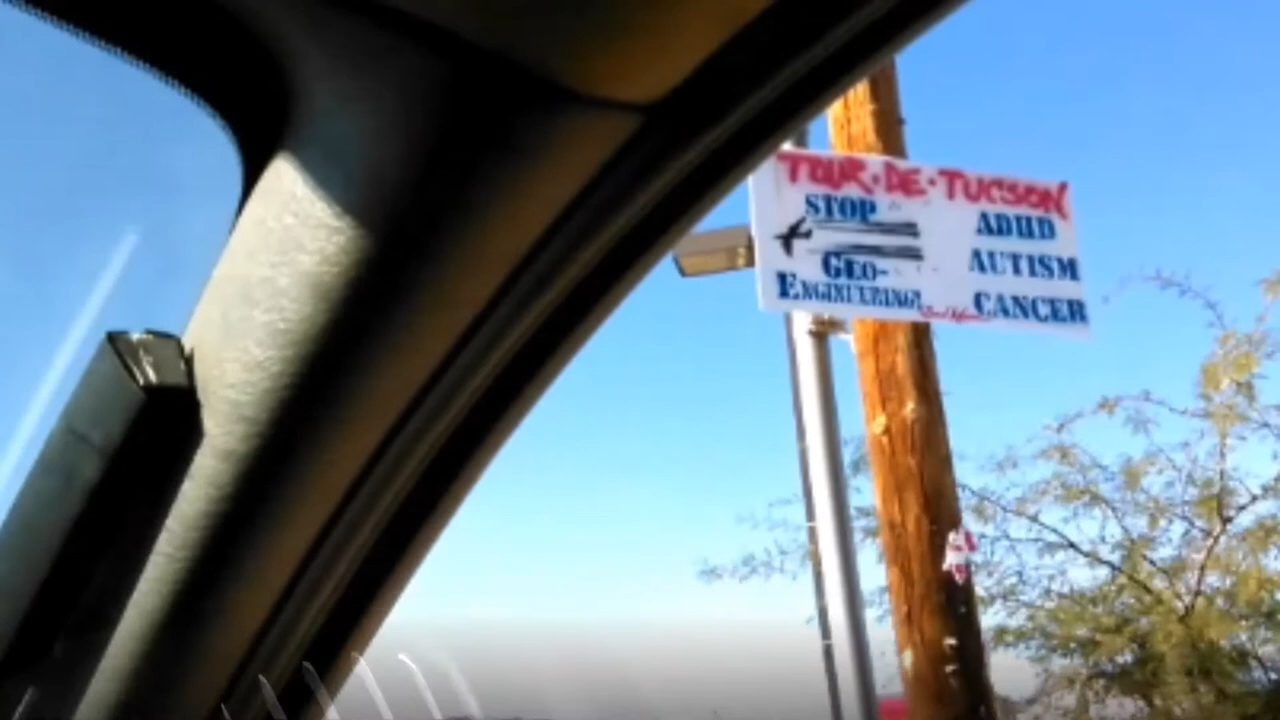 TOUR·DE·TUCSON
STOP
GEO-
ENGINEERING!
ADHD
AUTISM
CANCER